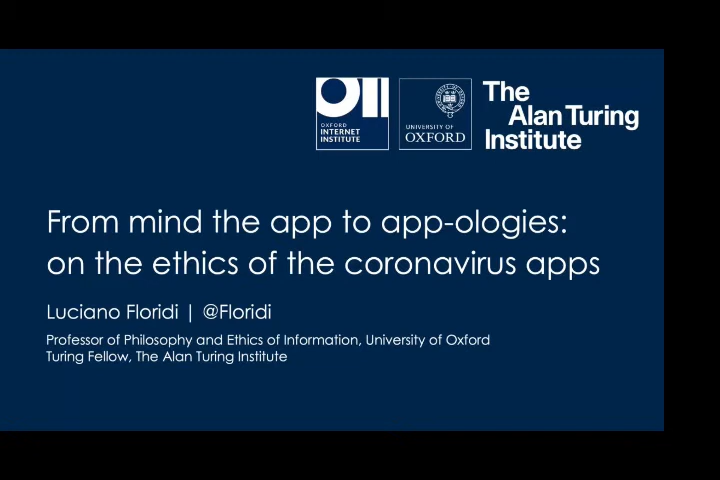 OXFORD
INTERNET
INSTITUTE
UNIVERSITY OF
OXFORD
The
Alan Turing
Institute
From mind the app to app-ologies:
on the ethics of the coronavirus apps
Luciano Floridi | @Floridi
Professor of Philosophy and Ethics of Information, University of Oxford
Turing Fellow, The Alan Turing Institute